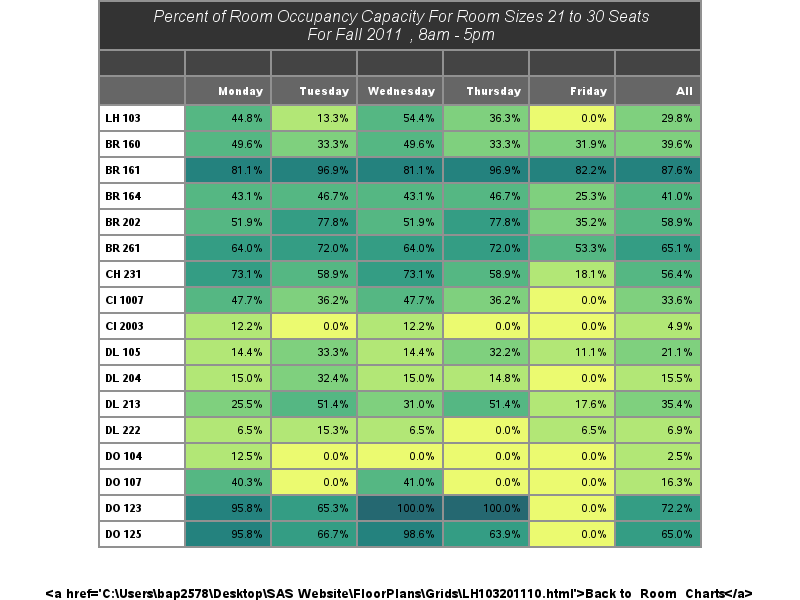 Percent of Room Occupancy Capacity For Room Sizes 21 to 30 Seats
For Fall 2011 , 8am - 5pm
Monday Tuesday Wednesday Thursday Friday All
LH 103 44.8% 13.3% 54.4% 36.3% 0.0% 29.8%
BR 160 49.6% 33.3% 49.6% 33.3% 31.9% 39.6%
BR 161 81.1% 96.9% 81.1% 96.9% 82.2% 87.6%
BR 164 43.1% 46.7% 43.1% 46.7% 25.3% 41.0%
BR 202 51.9% 77.8% 51.9% 77.8% 35.2% 58.9%
BR 261 64.0% 72.0% 64.0% 72.0% 53.3% 65.1%
CH 231 73.1% 58.9% 73.1% 58.9% 18.1% 56.4%
CI 1007 47.7% 36.2% 47.7% 36.2% 0.0% 33.6%
CI 2003 12.2% 0.0% 12.2% 0.0% 0.0% 4.9%
DL 105 14.4% 33.3% 14.4% 32.2% 11.1% 21.1%
DL 204 15.0% 32.4% 15.0% 14.8% 0.0% 15.5%
DL 213 25.5% 51.4% 31.0% 51.4% 17.6% 35.4%
DL 222 6.5% 15.3% 6.5% 0.0% 6.5% 6.9%
DO 104 12.5% 0.0% 0.0% 0.0% 0.0% 2.5%
DO 107 40.3% 0.0% 41.0% 0.0% 0.0% 16.3%
DO 123 95.8% 65.3% 100.0% 100.0% 0.0% 72.2%
DO 125 95.8% 66.7% 98.6% 63.9% 0.0% 65.0%
<a href='C:\Users\bap2578\Desktop\SAS Website\FloorPlans\Grids\LH103201110.html'>Back to Room Charts</a>